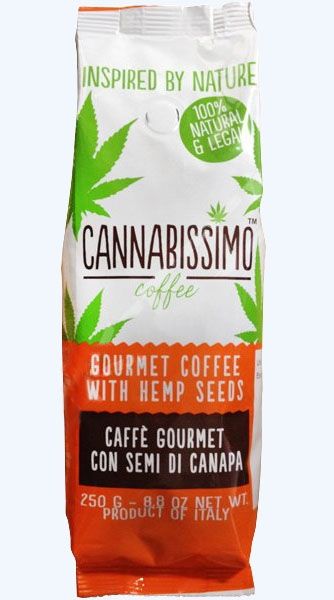 INSPIRED BY NATURE
100%
NATURAL
& LEGAL
CANNABISSIMO™
coffee
GOURMET COFFEE
WITH HEMP SEEDS
CAFFÈ GOURMET
CON SEMI DI CANAPA
250 G - 8.8 OZ NET WT.
PRODUCT OF ITALY